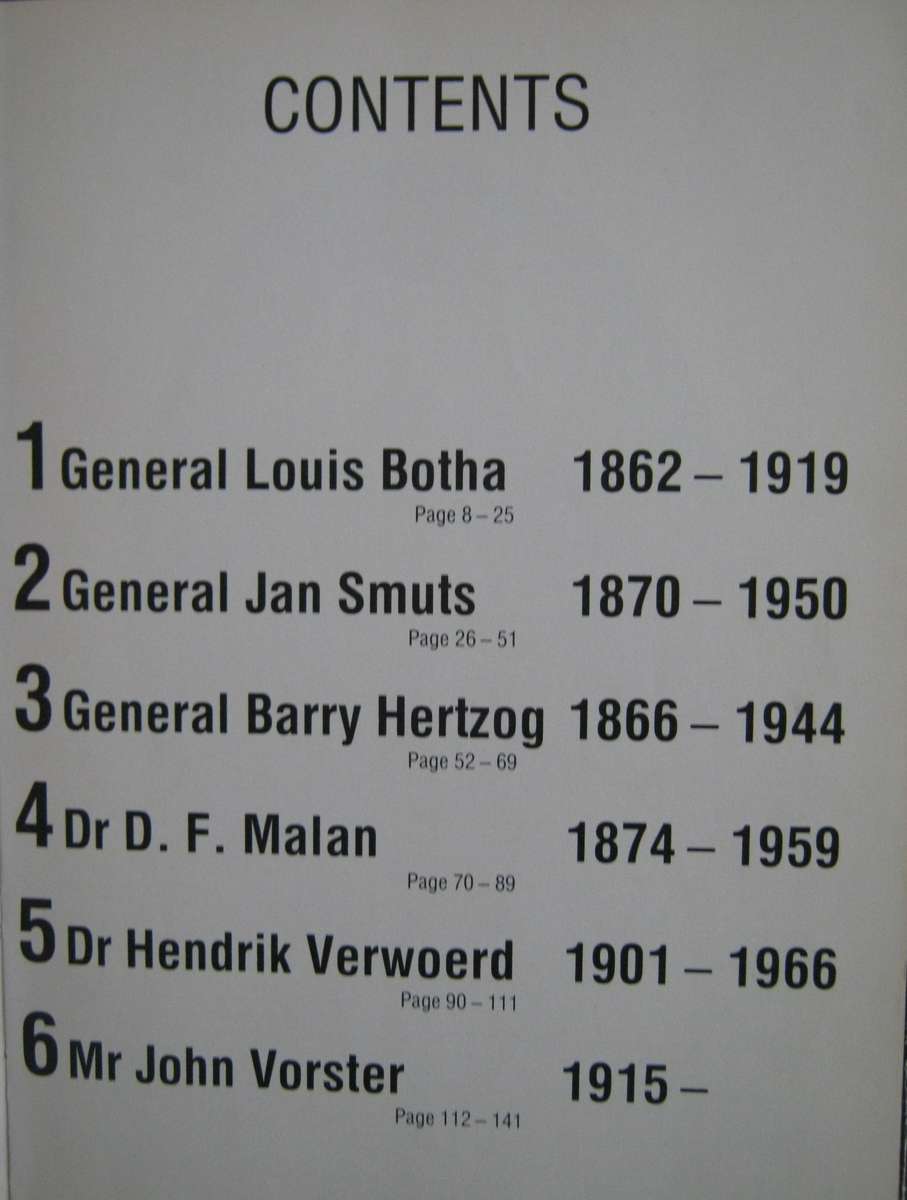 CONTENTS
1 General Louis Botha 1862 – 1919
Page 8 – 25
2 General Jan Smuts 1870 – 1950
Page 26 – 51
3 General Barry Hertzog 1866 – 1944
Page 52 – 69
4 Dr D. F. Malan 1874 – 1959
Page 70 – 89
5 Dr Hendrik Verwoerd 1901 – 1966
Page 90 – 111
6 Mr John Vorster 1915 –
Page 112 – 141